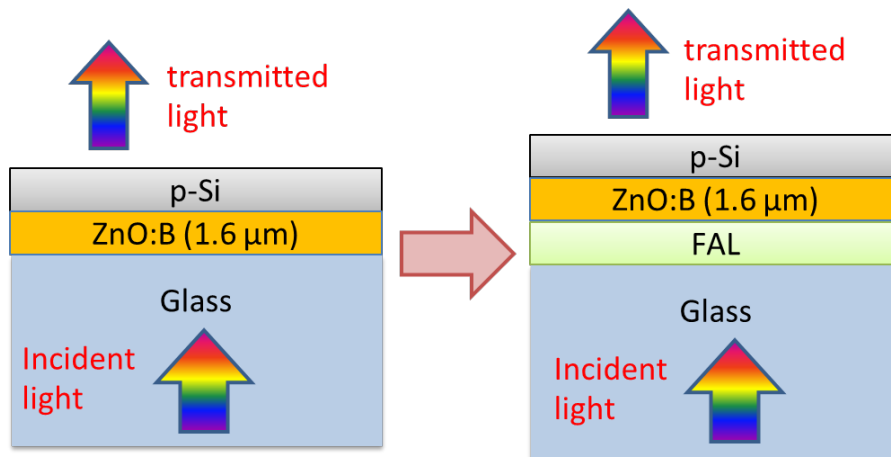 transmitted
light
p-Si
ZnO:B (1.6 µm)
Glass
Incident
light
transmitted
light
p-Si
ZnO:B (1.6 µm)
FAL
Glass
Incident
light